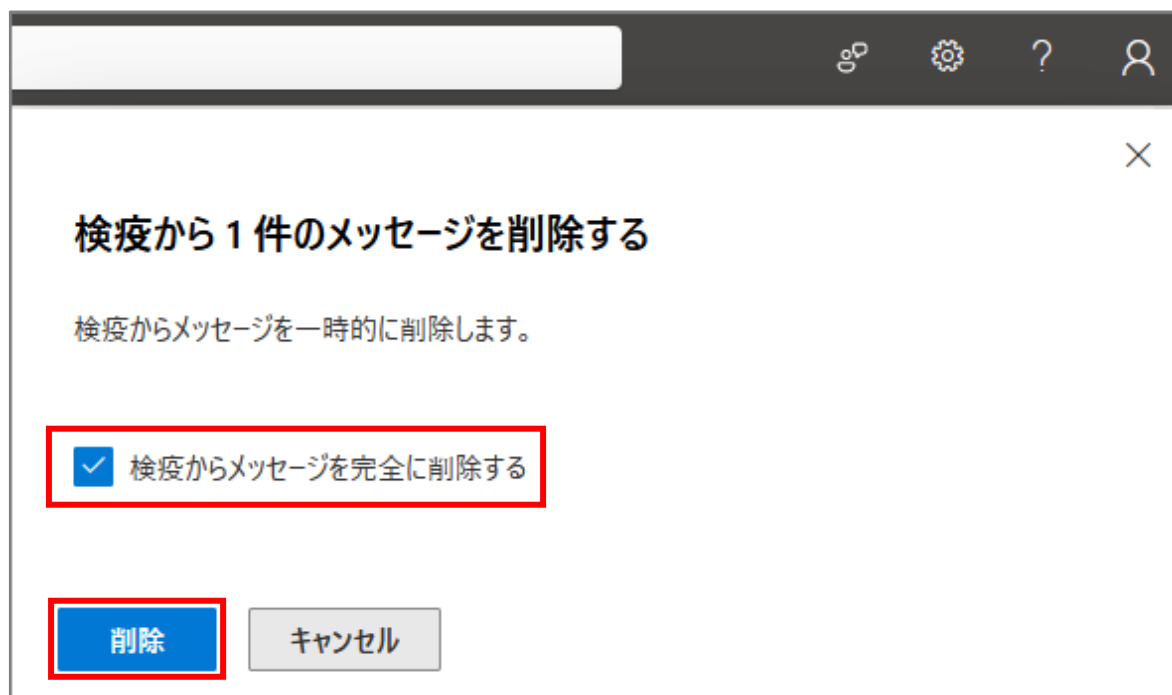 検疫から 1 件のメッセージを削除する
検疫からメッセージを一時的に削除します。
検疫からメッセージを完全に削除する
削除 キャンセル